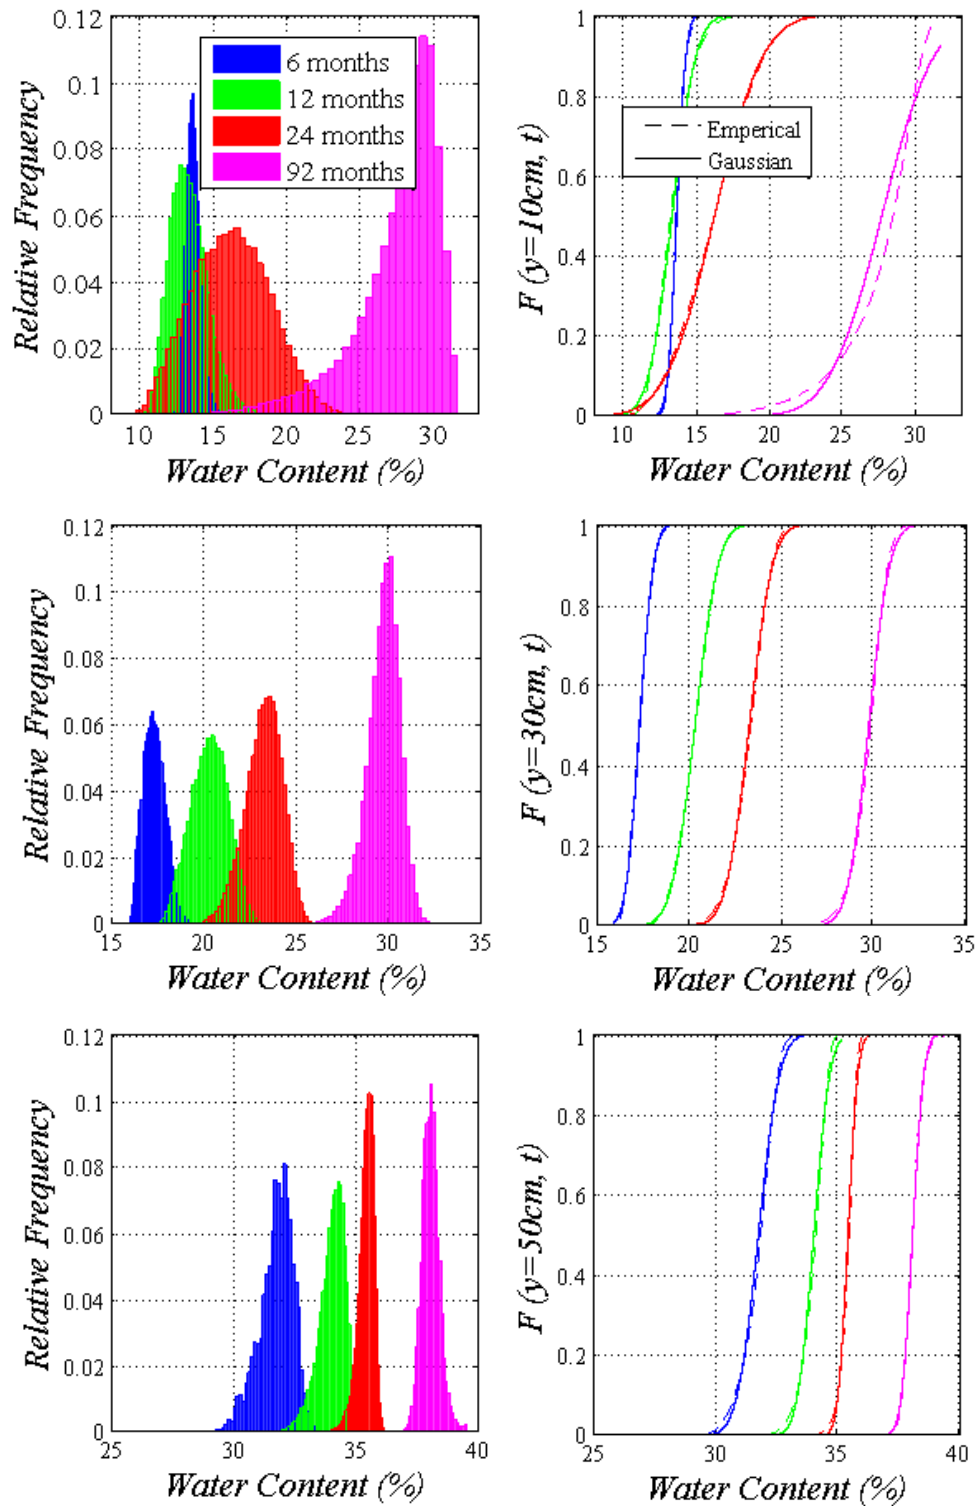 0.12
0.1
0.08
0.06
0.04
0.02
0
10 15 20 25 30
Relative Frequency
Water Content (%)
6 months
12 months
24 months
92 months
1
0.8
0.6
0.4
0.2
0
10 15 20 25 30
F (y=10cm, t)
Water Content (%)
Emperical
Gaussian
0.12
0.1
0.08
0.06
0.04
0.02
0
15 20 25 30 35
Relative Frequency
Water Content (%)
1
0.8
0.6
0.4
0.2
0
15 20 25 30 35
F (y=30cm, t)
Water Content (%)
0.12
0.1
0.08
0.06
0.04
0.02
0
25 30 35 40
Relative Frequency
Water Content (%)
1
0.8
0.6
0.4
0.2
0
25 30 35 40
F (y=50cm, t)
Water Content (%)